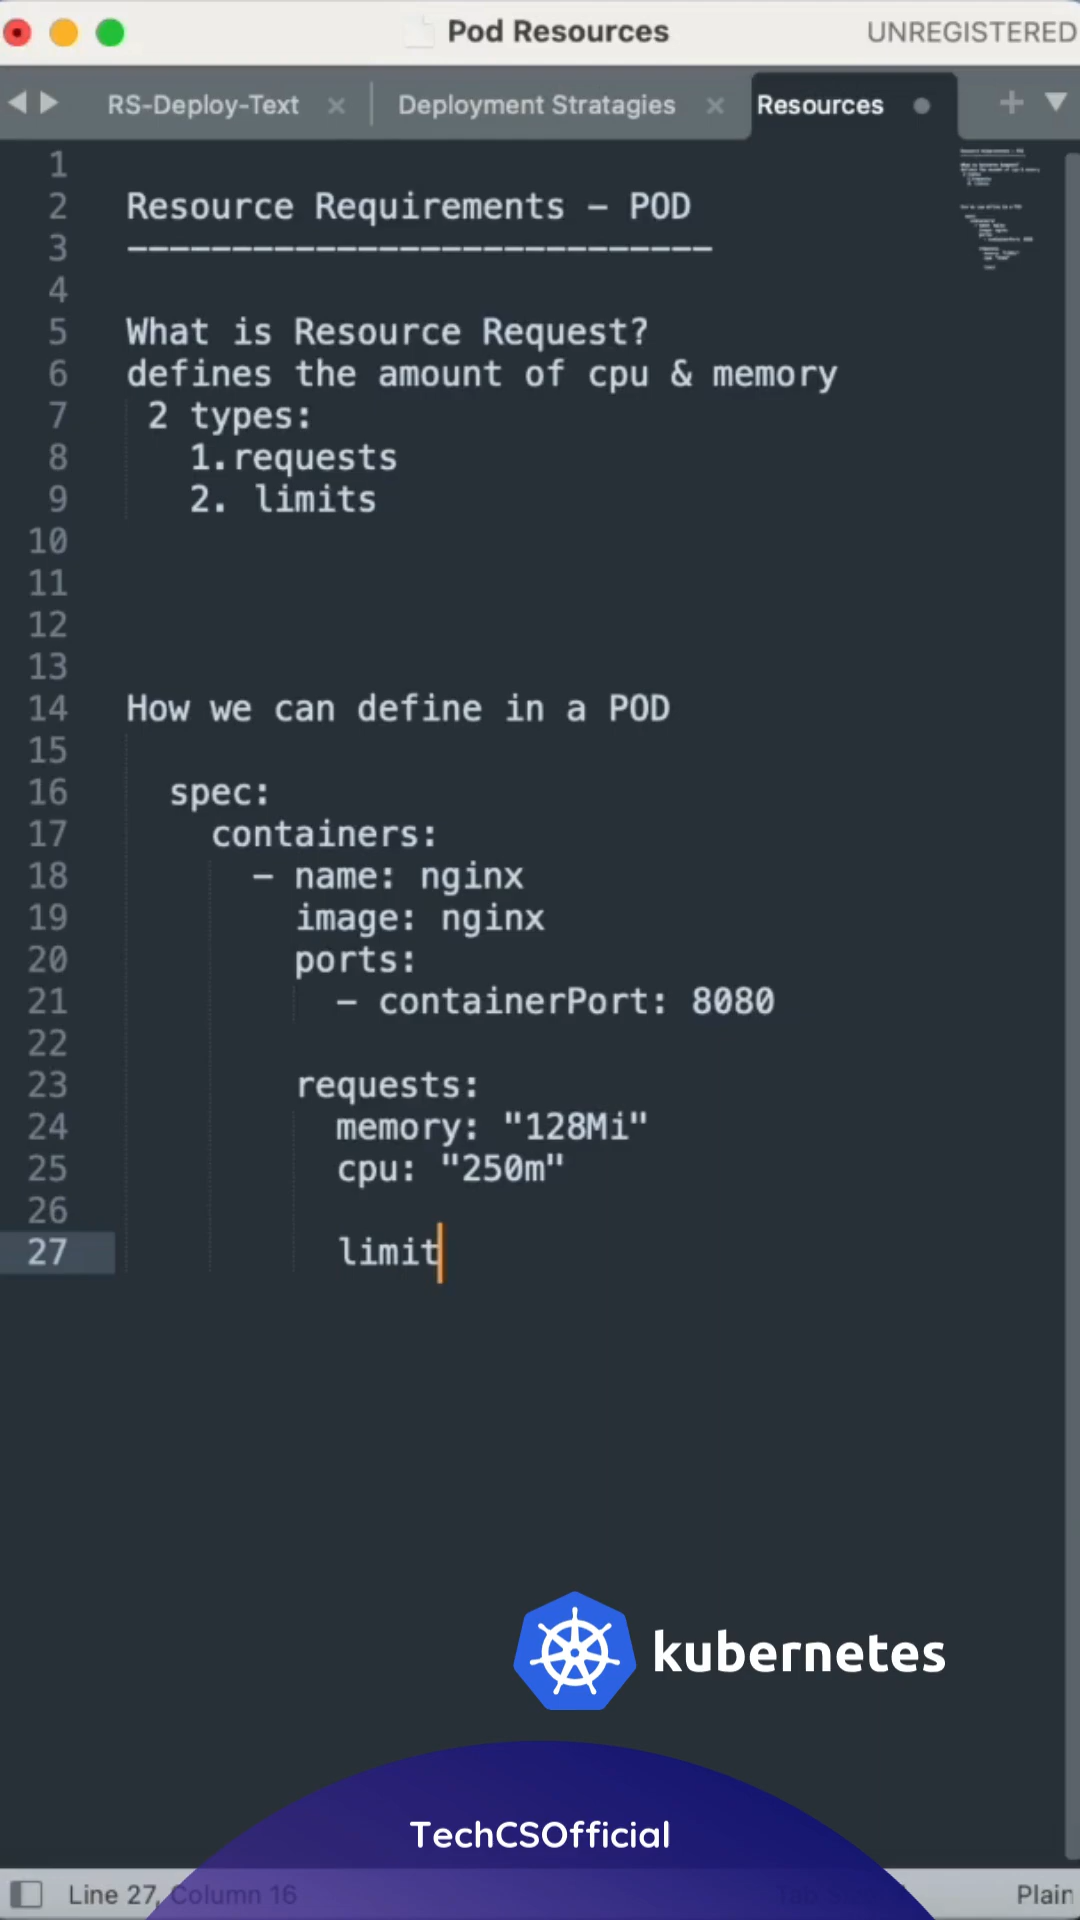 Pod Resources
UNREGISTERED
RS-Deploy-Text
Deployment Stratagies
Resources
1
2 Resource Requirements - POD
3 ----------------------------
4
5 What is Resource Request?
6 defines the amount of cpu & memory
7 2 types:
8 1.requests
9 2. limits
10
11
12
13
14 How we can define in a POD
15
16 spec:
17 containers:
18 - name: nginx
19 image: nginx
20 ports:
21 - containerPort: 8080
22
23 requests:
24 memory: "128Mi"
25 cpu: "250m"
26
27 limit
kubernetes
TechCSOfficial
Line 27, Column 16
Plain